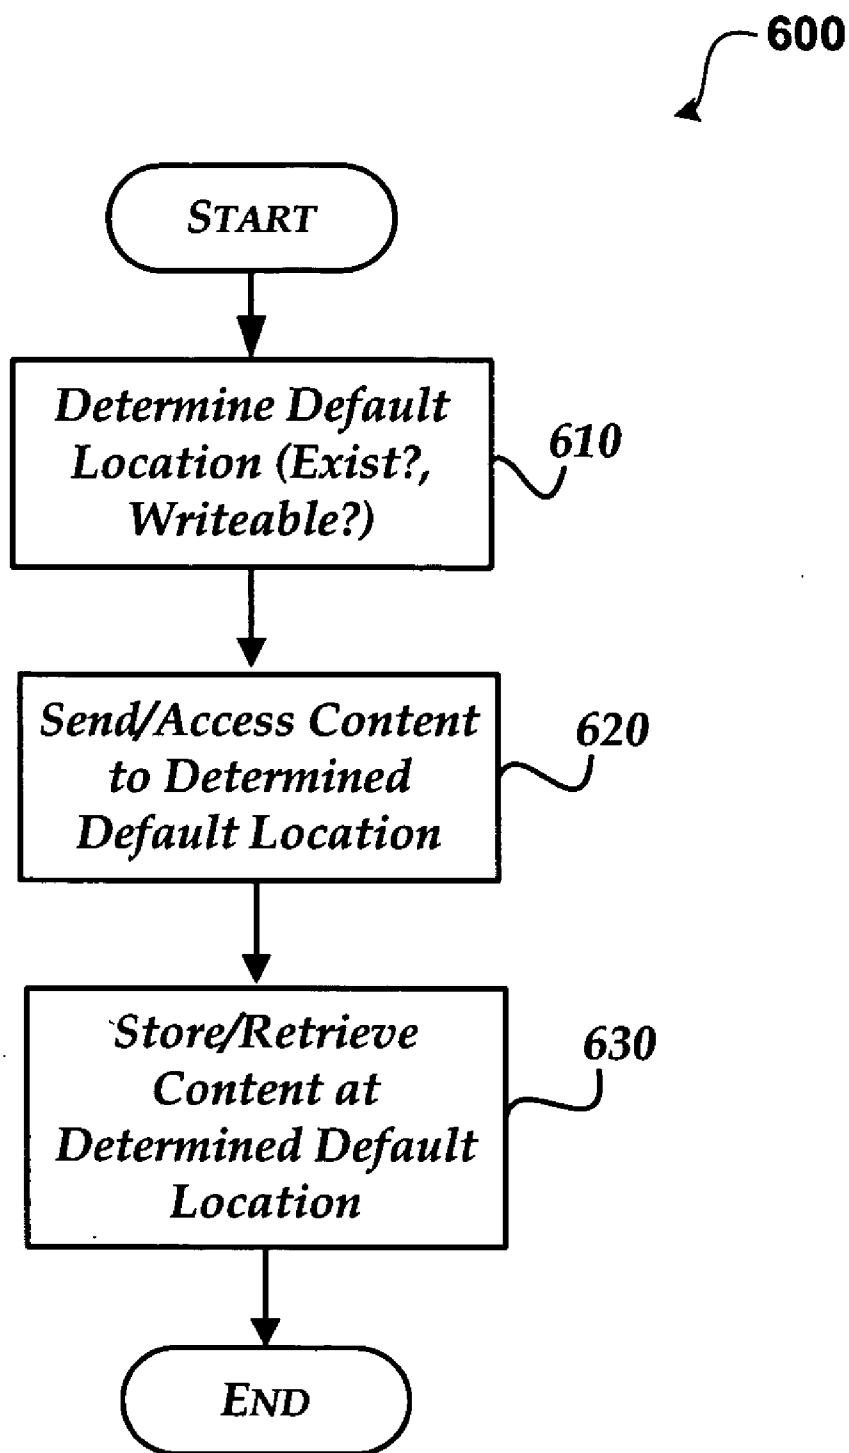 600
START
Determine Default
Location (Exist?,
Writeable?)
610
Send/Access Content
to Determined
Default Location
620
Store/Retrieve
Content at
Determined Default
Location
630
END